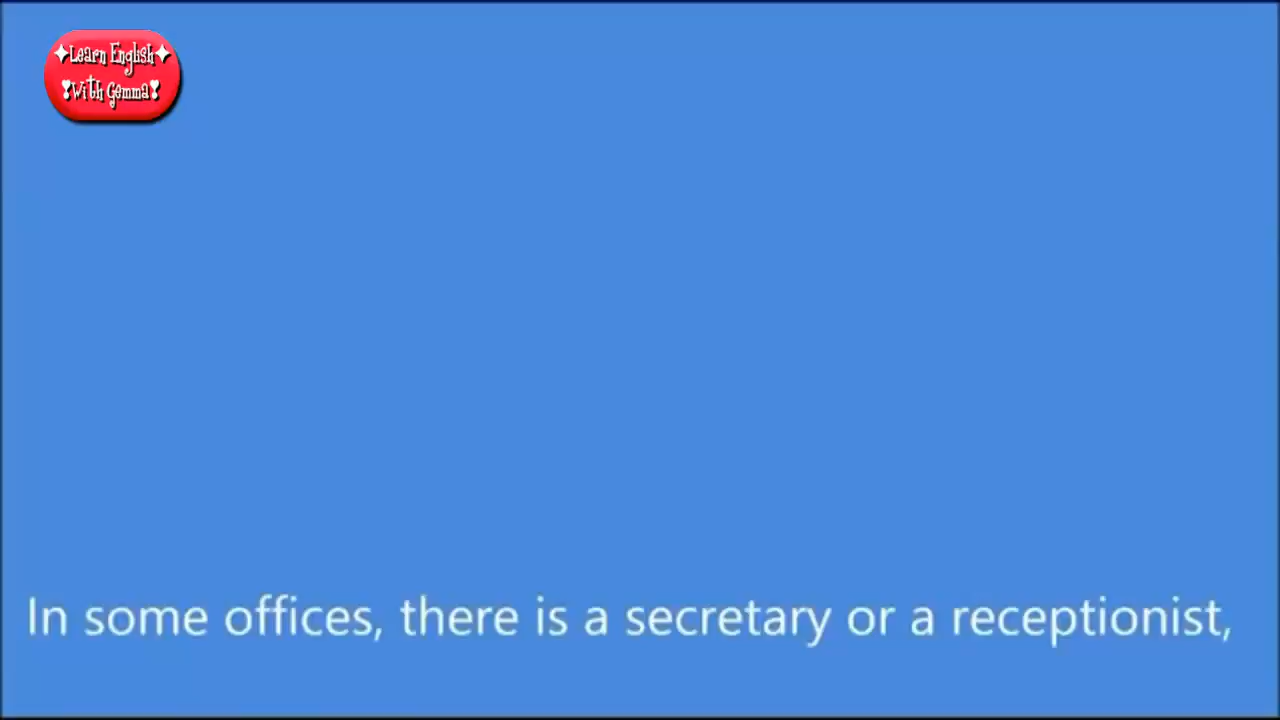 ✦Learn English✦
❣With Gemma❣
In some offices, there is a secretary or a receptionist,